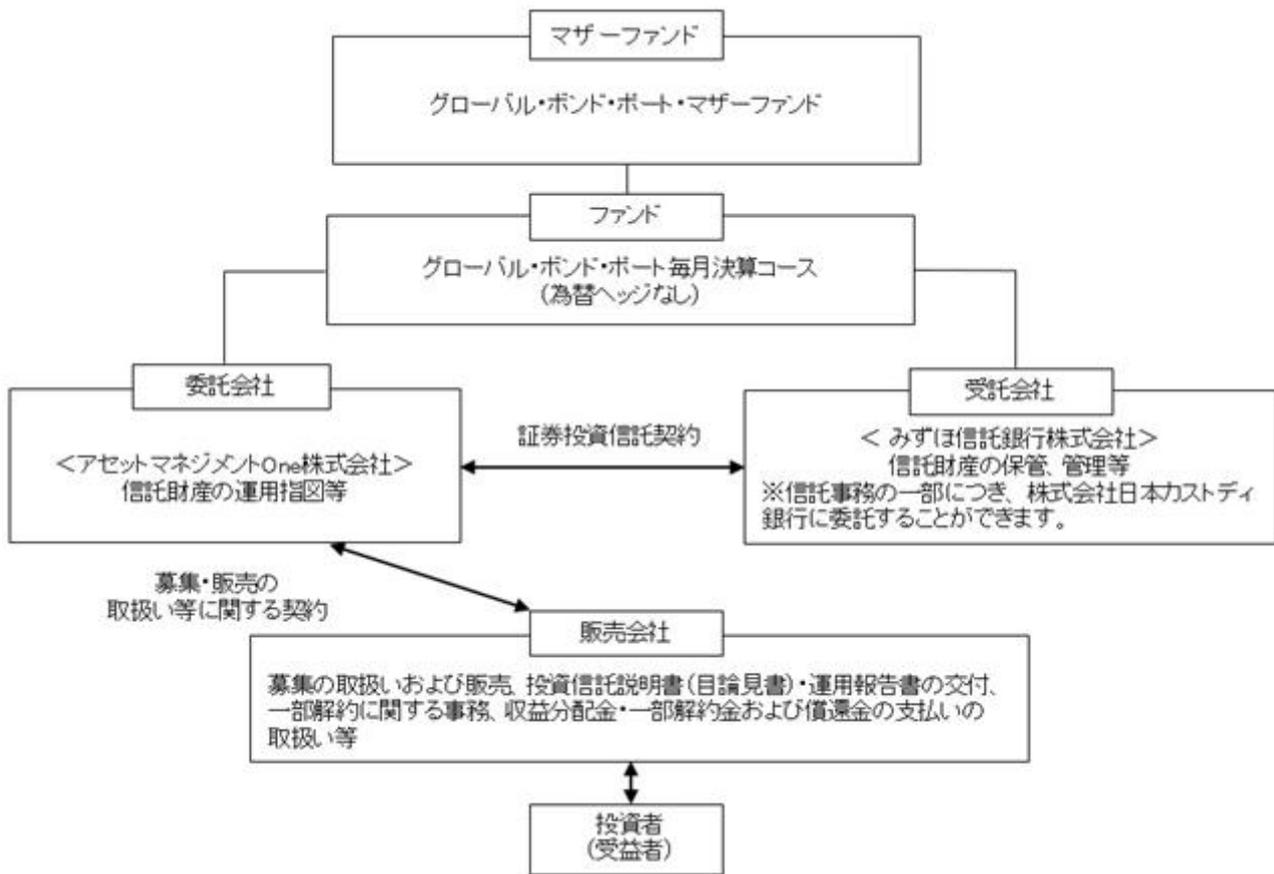 マザーファンド
グローバル・ボンド・ポート・マザーファンド
ファンド
グローバル・ボンド・ポート毎月決算コース
(為替ヘッジなし)
委託会社
<アセットマネジメントOne株式会社>
信託財産の運用指図等
証券投資信託契約
受託会社
< みずほ信託銀行株式会社>
信託財産の保管、管理等
※信託事務の一部につき、株式会社日本カストディ
銀行に委託することができます。
募集・販売の
取扱い等に関する契約
販売会社
募集の取扱いおよび販売、投資信託説明書(目論見書)・運用報告書の交付、
一部解約に関する事務、収益分配金・一部解約金および償還金の支払いの
取扱い等
投資者
(受益者)